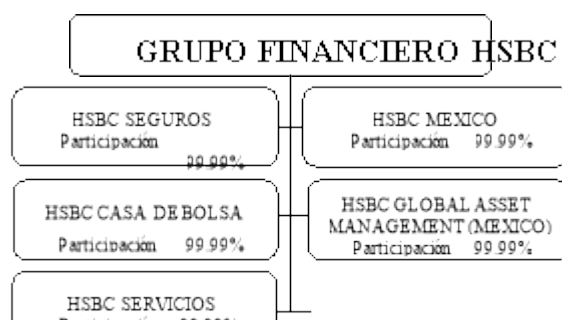 GRUPO FINANCIERO HSBC
HSBC SEGUROS
Participación
99.99%
HSBC MEXICO
Participación 99.99%
HSBC CASA DE BOLSA
Participación 99.99%
HSBC GLOBAL ASSET
MANAGEMENT (MEXICO)
Participación 99.99%
HSBC SERVICIOS